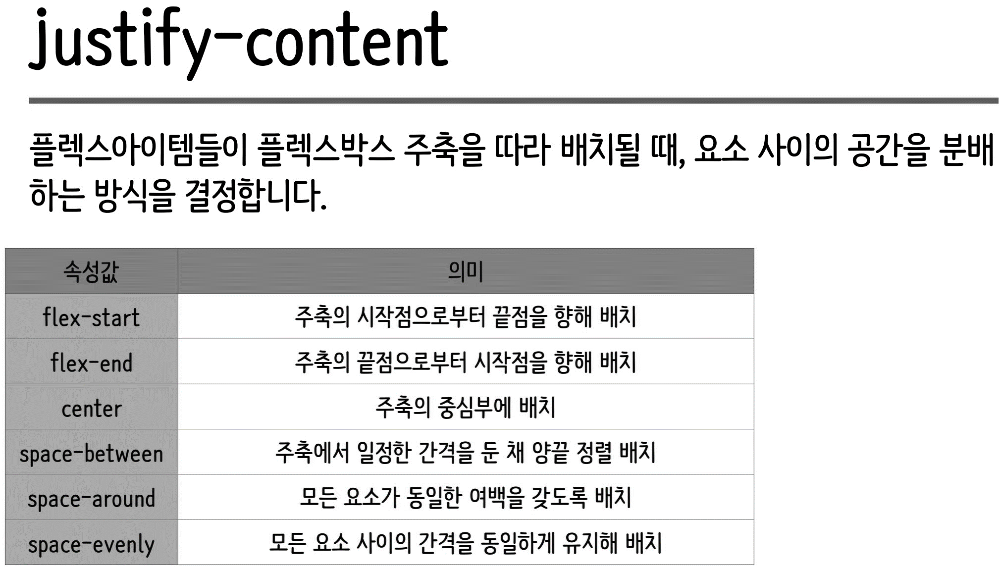 justify-content
플렉스아이템들이 플렉스박스 주축을 따라 배치될 때, 요소 사이의 공간을 분배
하는 방식을 결정합니다.
속성값 의미
flex-start 주축의 시작점으로부터 끝점을 향해 배치
flex-end 주축의 끝점으로부터 시작점을 향해 배치
center 주축의 중심부에 배치
space-between 주축에서 일정한 간격을 둔 채 양끝 정렬 배치
space-around 모든 요소가 동일한 여백을 갖도록 배치
space-evenly 모든 요소 사이의 간격을 동일하게 유지해 배치